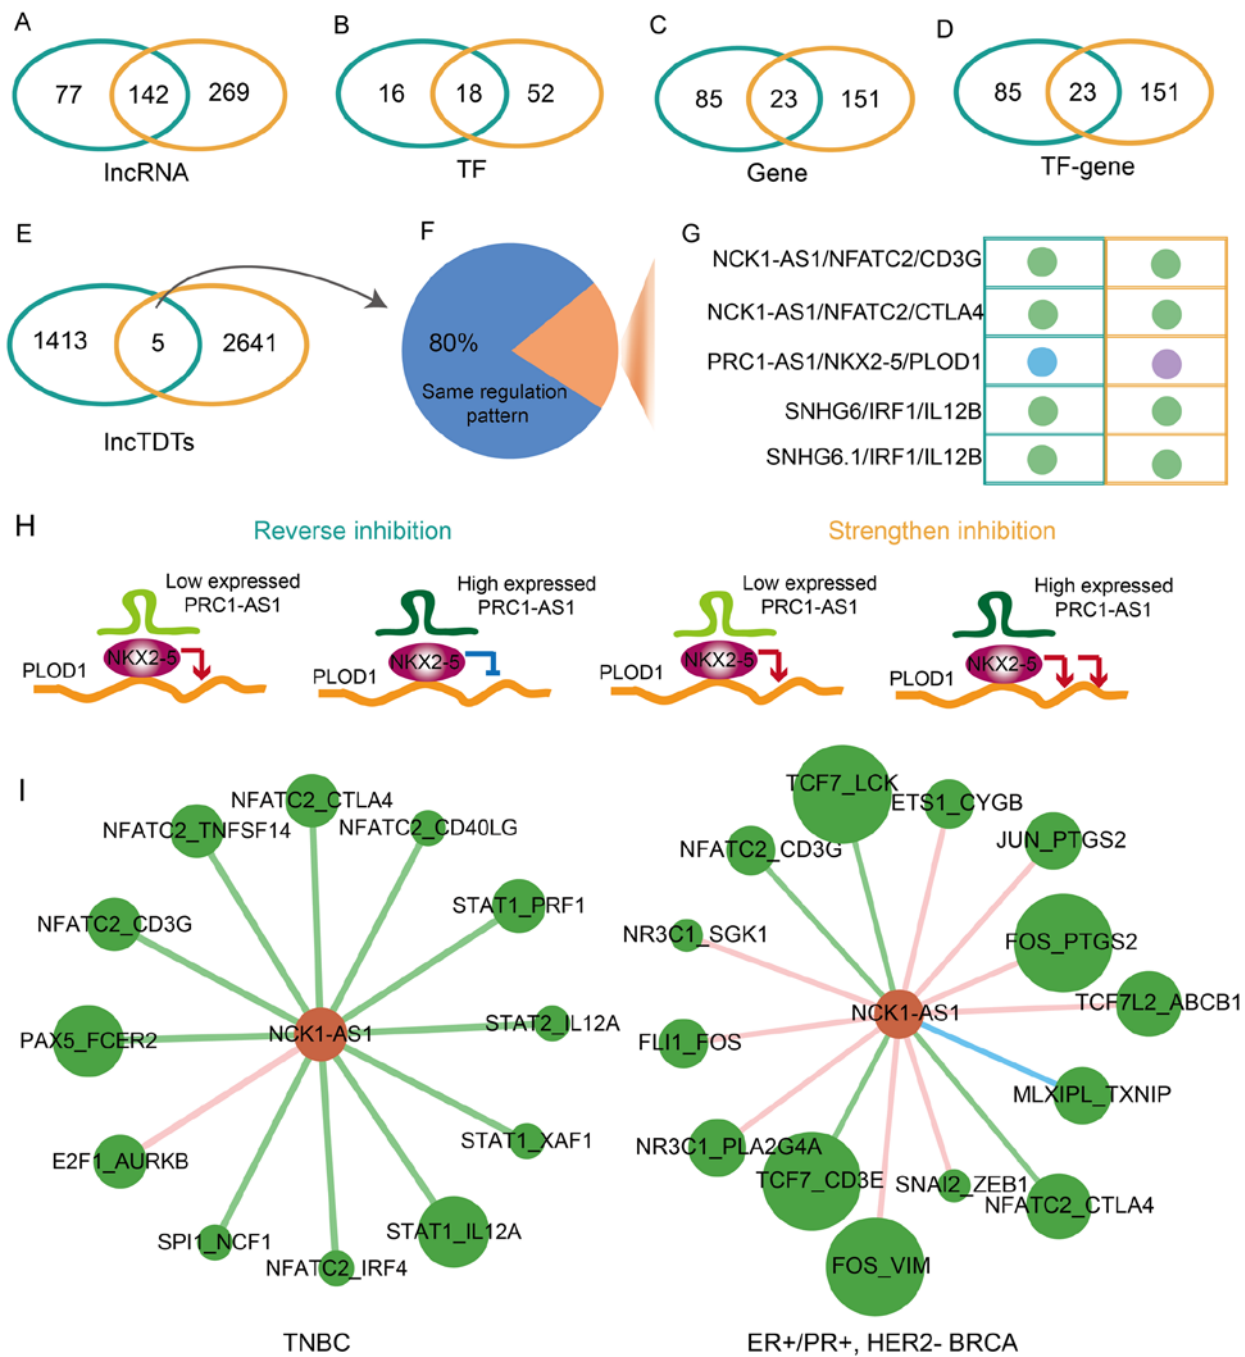 A
77
142
269
lncRNA
B
16
18
52
TF
C
85
23
151
Gene
D
85
23
151
TF-gene
E
1413
5
2641
lncTDTs
F
80%
Same regulation
pattern
G
NCK1-AS1/NFATC2/CD3G
NCK1-AS1/NFATC2/CTLA4
PRC1-AS1/NKX2-5/PLOD1
SNHG6/IRF1/IL12B
SNHG6.1/IRF1/IL12B
H
Reverse inhibition
Strengthen inhibition
Low expressed
PRC1-AS1
NKX2-5
PLOD1
High expressed
PRC1-AS1
NKX2-5
PLOD1
Low expressed
PRC1-AS1
NKX2-5
PLOD1
High expressed
PRC1-AS1
NKX2-5
PLOD1
I
NFATC2_CTLA4
NFATC2_TNFSF14
NFATC2_CD40LG
STAT1_PRF1
NFATC2_CD3G
STAT2_IL12A
NCK1-AS1
PAX5_FCER2
STAT1_XAF1
E2F1_AURKB
STAT1_IL12A
SPI1_NCF1
NFATC2_IRF4
TNBC
TCF7_LCK
ETS1_CYGB
JUN_PTGS2
NFATC2_CD3G
NR3C1_SGK1
FOS_PTGS2
TCF7L2_ABCB1
NCK1-AS1
FLI1_FOS
MLXIPL_TXNIP
NR3C1_PLA2G4A
TCF7_CD3E
SNAI2_ZEB1
NFATC2_CTLA4
FOS_VIM
ER+/PR+, HER2- BRCA